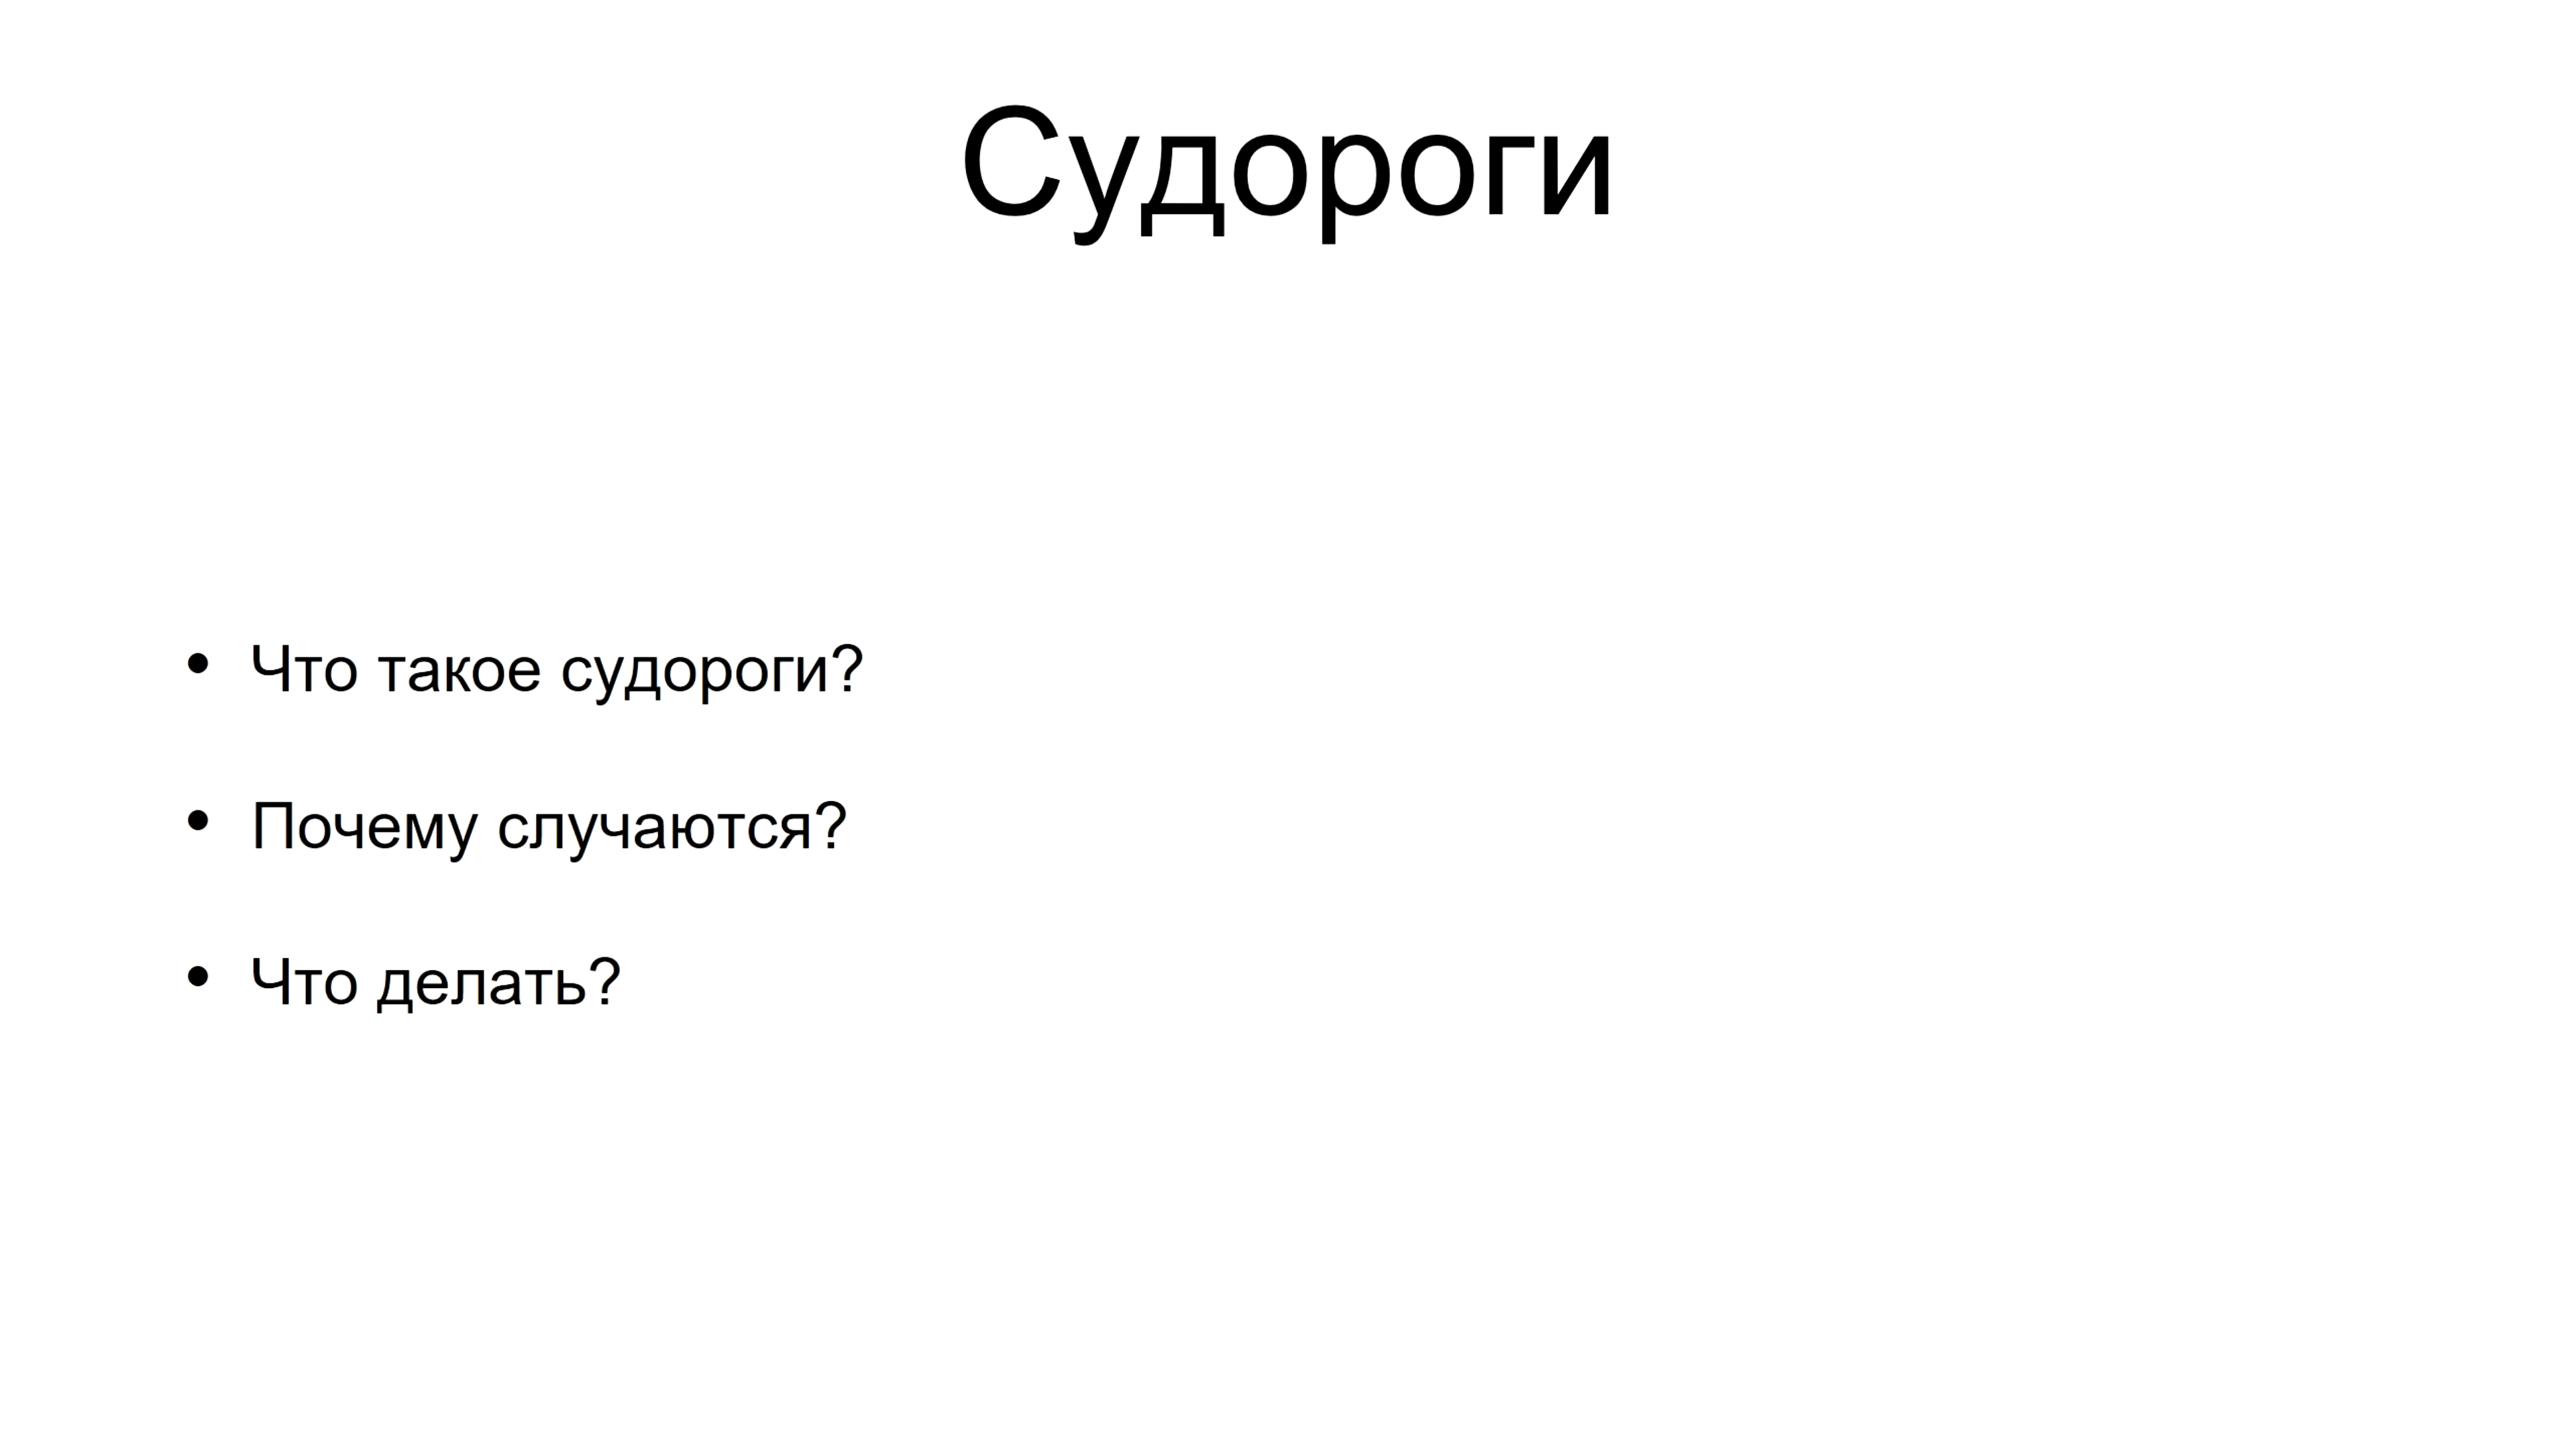 Судороги
• Что такое судороги?
• Почему случаются?
• Что делать?